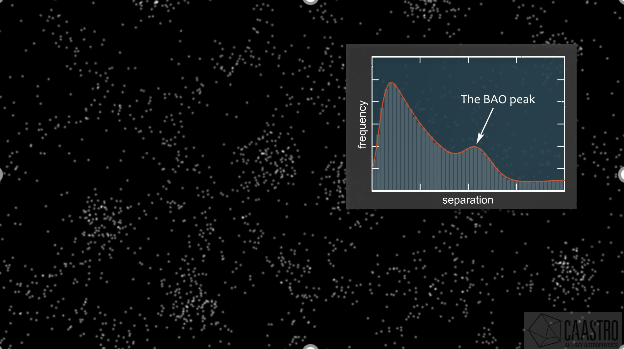 The BAO peak
frequency
separation
CAASTRO